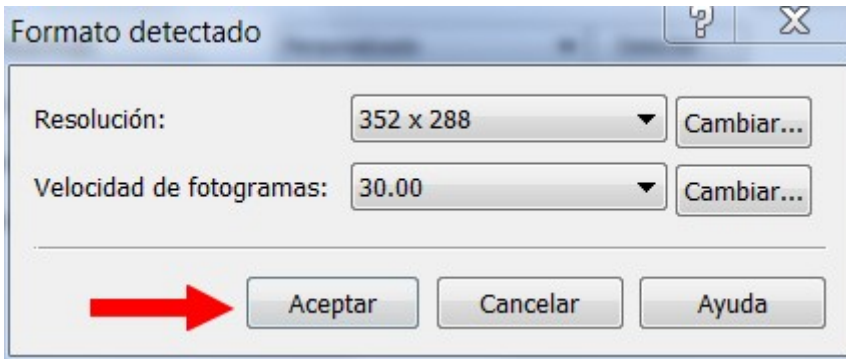 Formato detectado
Resolución: 352 x 288 Cambiar...
Velocidad de fotogramas: 30.00 Cambiar...
Aceptar Cancelar Ayuda